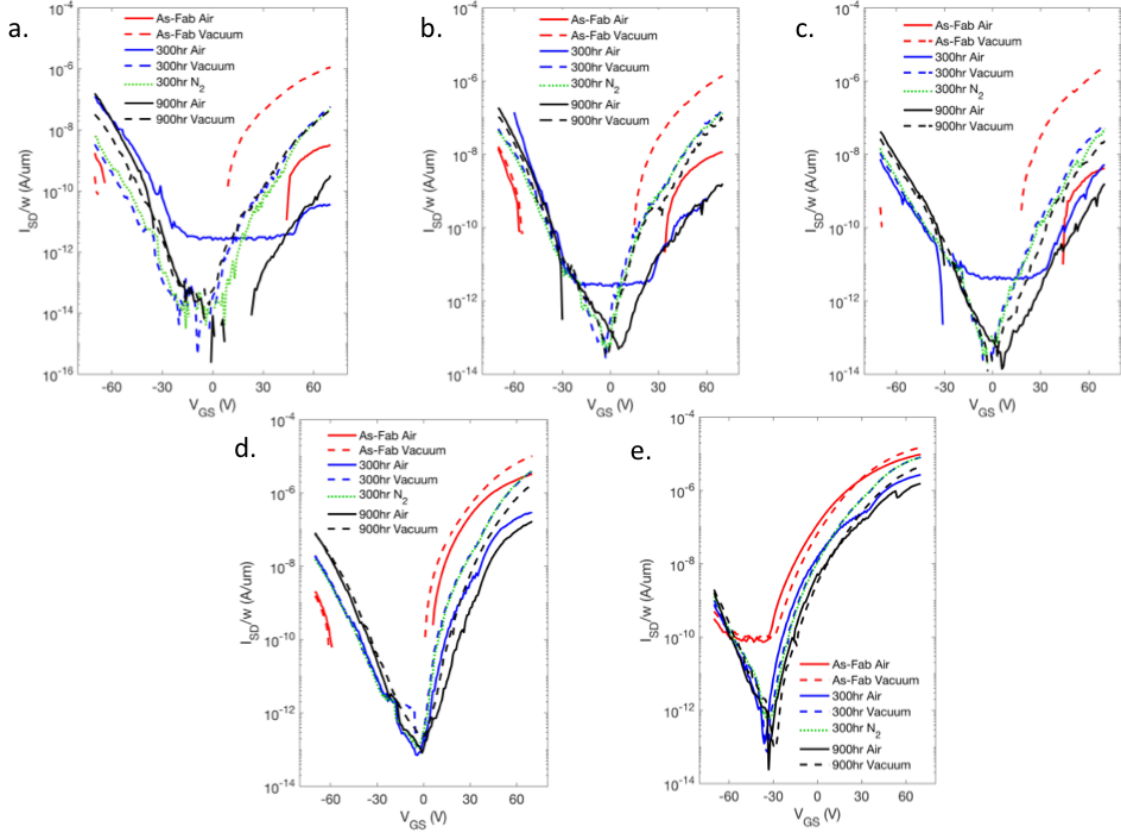 a.
As-Fab Air
As-Fab Vacuum
300hr Air
300hr Vacuum
300hr N2
900hr Air
900hr Vacuum
10^-4
10^-6
10^-8
10^-10
10^-12
10^-14
10^-16
I_SD/w (A/um)
-60 -30 0 30 60
V_GS (V)
b.
As-Fab Air
As-Fab Vacuum
300hr Air
300hr Vacuum
300hr N2
900hr Air
900hr Vacuum
10^-4
10^-6
10^-8
10^-10
10^-12
10^-14
I_SD/w (A/um)
-60 -30 0 30 60
V_GS (V)
c.
As-Fab Air
As-Fab Vacuum
300hr Air
300hr Vacuum
300hr N2
900hr Air
900hr Vacuum
10^-4
10^-6
10^-8
10^-10
10^-12
10^-14
I_SD/w (A/um)
-60 -30 0 30 60
V_GS (V)
d.
As-Fab Air
As-Fab Vacuum
300hr Air
300hr Vacuum
300hr N2
900hr Air
900hr Vacuum
10^-4
10^-6
10^-8
10^-10
10^-12
10^-14
I_SD/w (A/um)
-60 -30 0 30 60
V_GS (V)
e.
10^-4
10^-6
10^-8
10^-10
10^-12
10^-14
I_SD/w (A/um)
As-Fab Air
As-Fab Vacuum
300hr Air
300hr Vacuum
300hr N2
900hr Air
900hr Vacuum
-60 -30 0 30 60
V_GS (V)